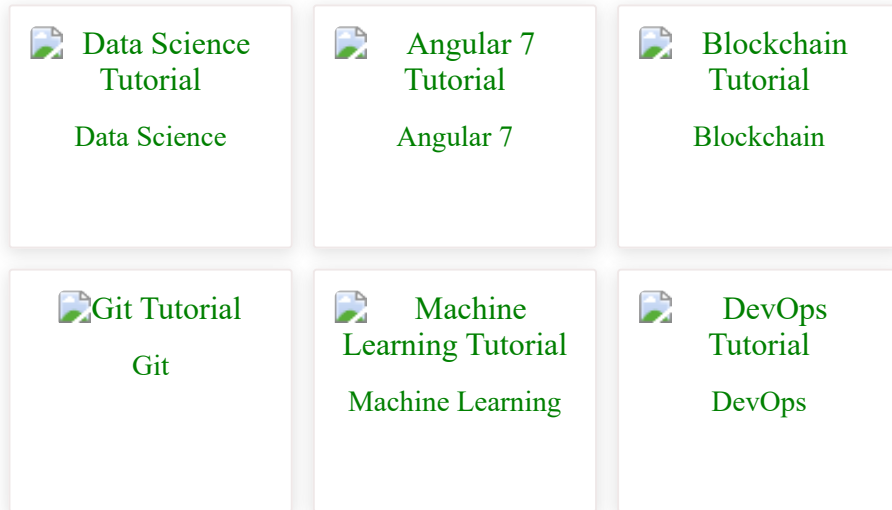 Data Science
Tutorial
Data Science
Angular 7
Tutorial
Angular 7
Blockchain
Tutorial
Blockchain
Git Tutorial
Git
Machine
Learning Tutorial
Machine Learning
DevOps
Tutorial
DevOps